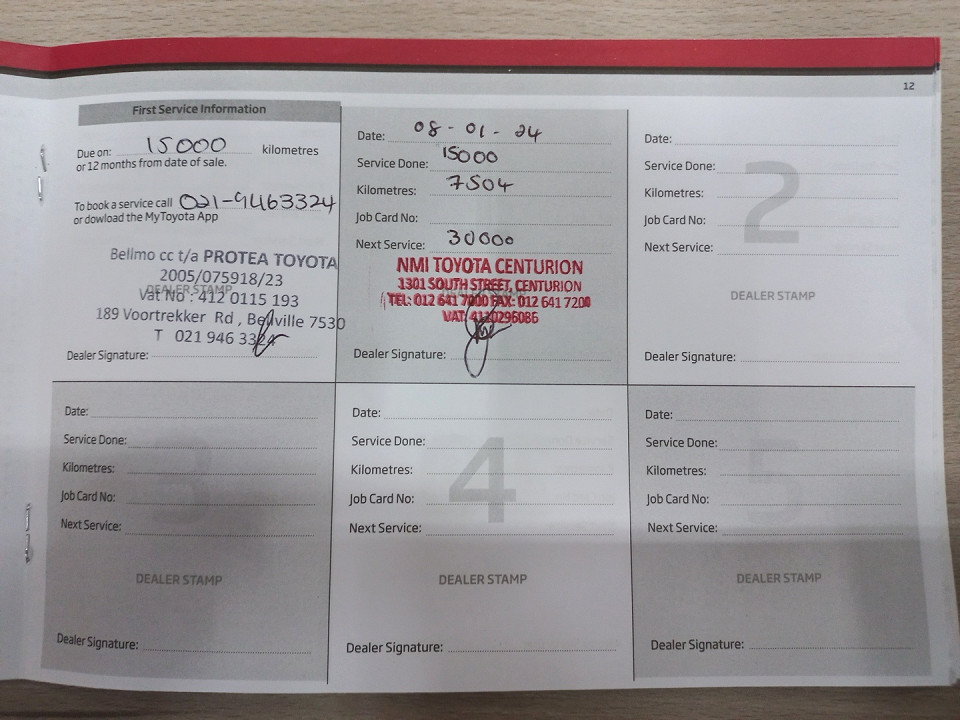 12
First Service Information
Due on: 15000 kilometres
or 12 months from date of sale.
To book a service call 021-9463324
or dowload the MyToyota App
Bellmo cc t/a PROTEA TOYOTA
2005/075918/23
DEALER STAMP
Vat No : 412 0115 193
189 Voortrekker Rd , Bellville 7530
T 021 946 3324
Dealer Signature:
Date: 08-01-24
Service Done: 15000
Kilometres: 7504
Job Card No:
Next Service: 30000
NMI TOYOTA CENTURION
1301 SOUTH STREET, CENTURION
TEL: 012 641 7000 FAX: 012 641 7200
VAT: 4110296086
Dealer Signature:
2
Date:
Service Done:
Kilometres:
Job Card No:
Next Service:
DEALER STAMP
Dealer Signature:
3
Date:
Service Done:
Kilometres:
Job Card No:
Next Service:
DEALER STAMP
Dealer Signature:
4
Date:
Service Done:
Kilometres:
Job Card No:
Next Service:
DEALER STAMP
Dealer Signature:
5
Date:
Service Done:
Kilometres:
Job Card No:
Next Service:
DEALER STAMP
Dealer Signature: